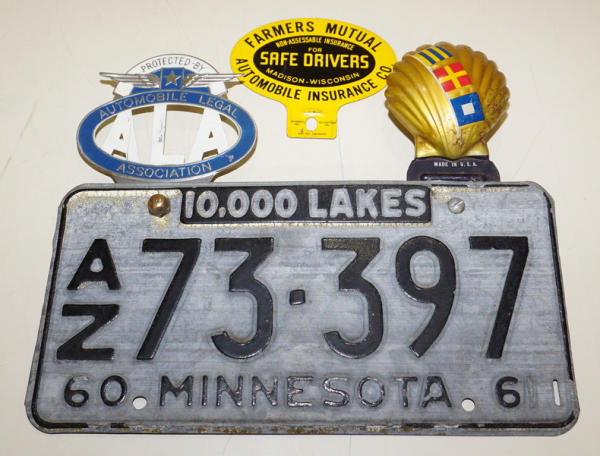 PROTECTED BY
AUTOMOBILE LEGAL
ALA
ASSOCIATION
FARMERS MUTUAL
NON-ASSESSABLE INSURANCE
FOR
SAFE DRIVERS
MADISON-WISCONSIN
AUTOMOBILE INSURANCE CO.
MADE IN U.S.A.
10,000 LAKES
AZ 73·397
60 MINNESOTA 61